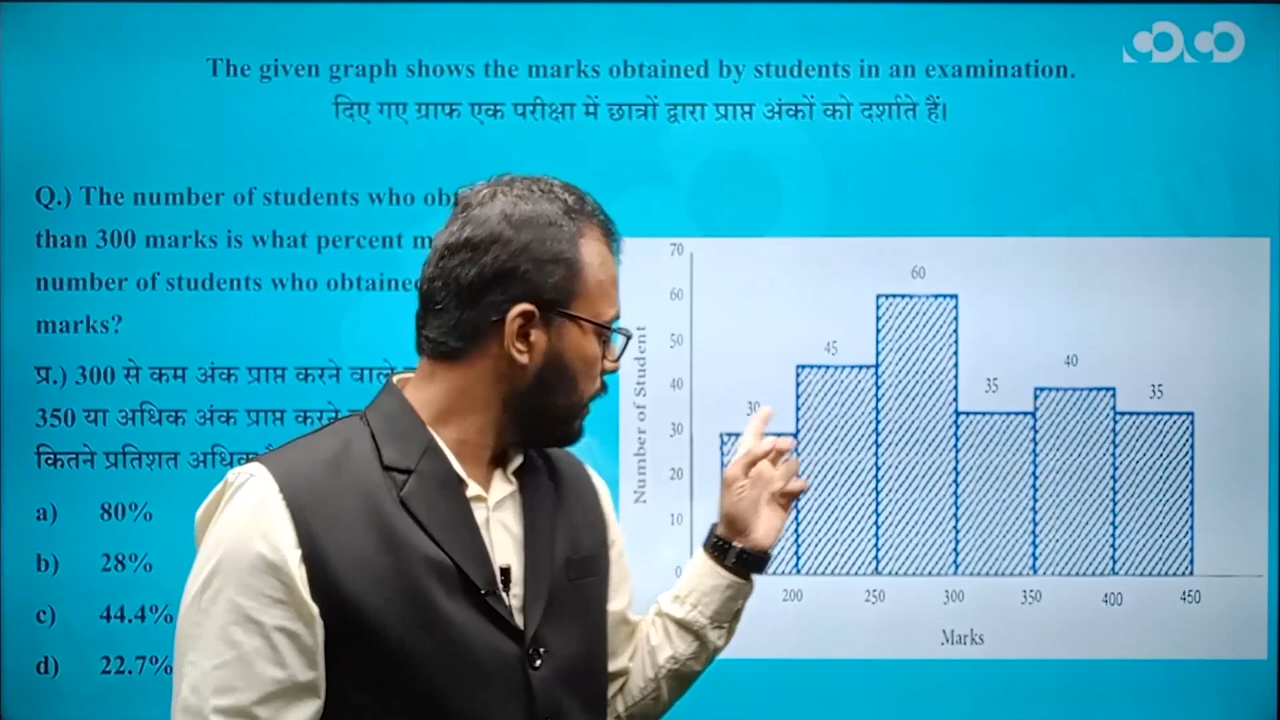 The given graph shows the marks obtained by students in an examination.
दिए गए ग्राफ एक परीक्षा में छात्रों द्वारा प्राप्त अंकों को दर्शाते हैं।
Q.) The number of students who
than 300 marks is what percent
number of students who obtained
marks?
प्र.) 300 से कम अंक प्राप्त करने वाले
350 या अधिक अंक प्राप्त करने
कितने प्रतिशत अधिक
a) 80%
b) 28%
c) 44.4%
d) 22.7%
Number of Student
70
60
50
40
30
20
10
0
30
45
60
35
40
35
200 250 300 350 400 450
Marks